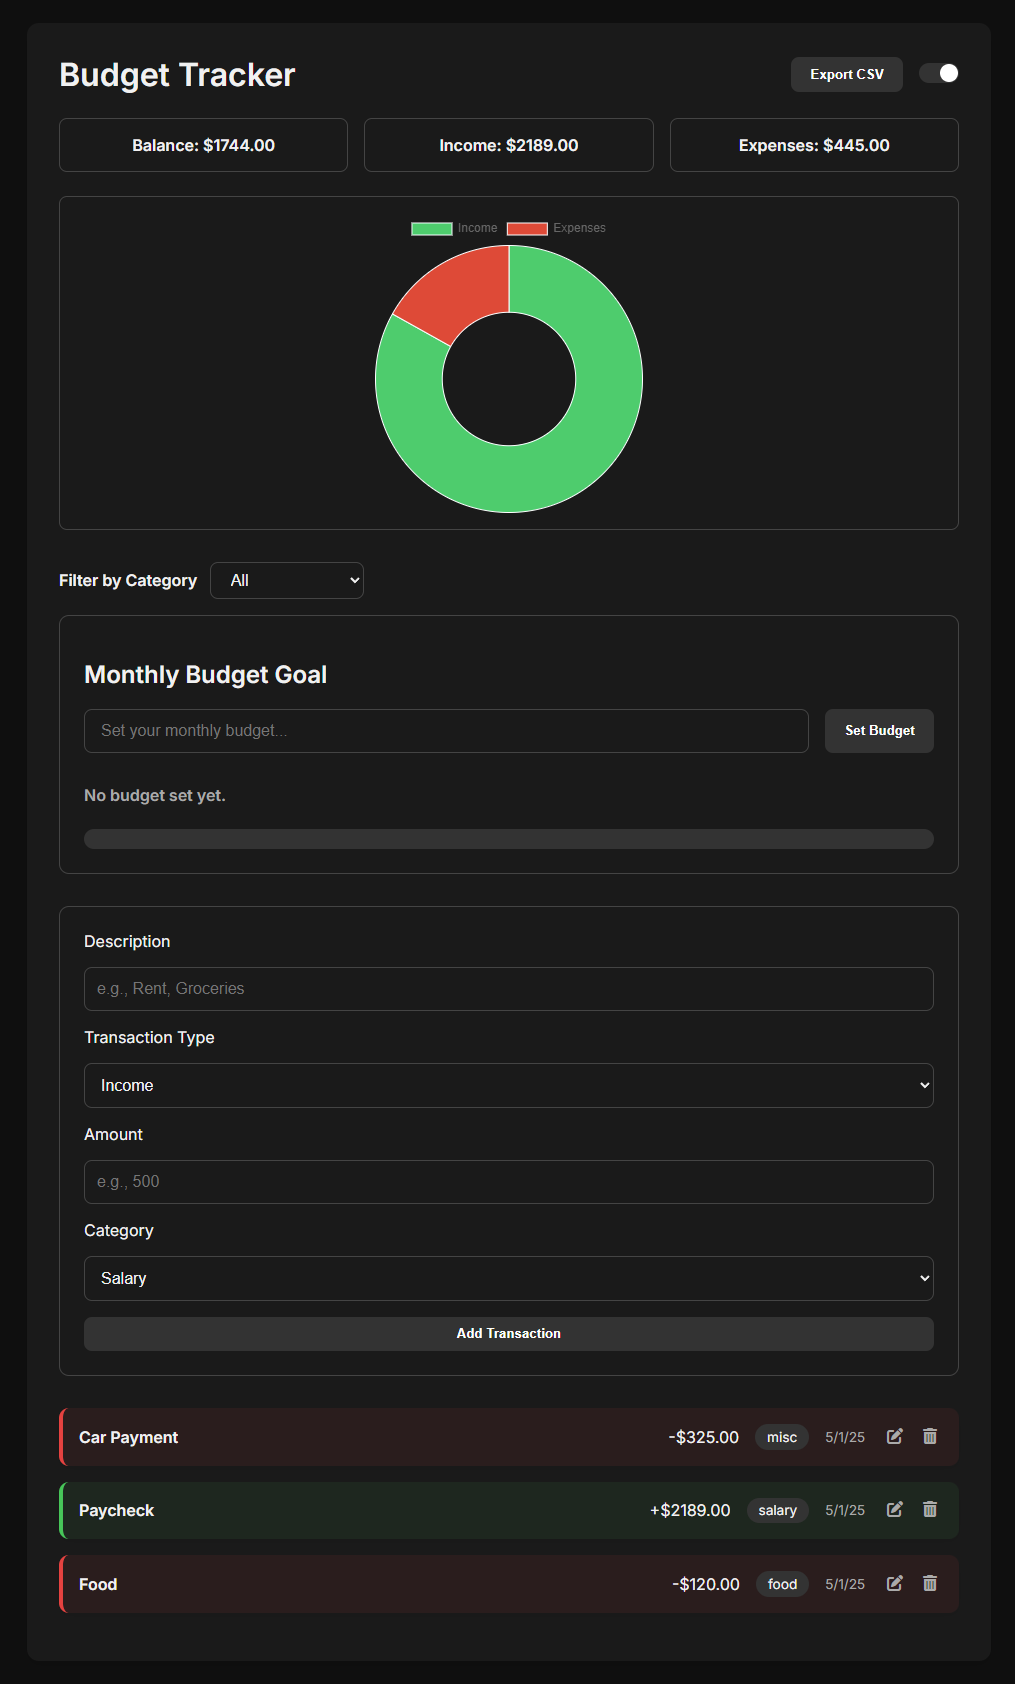 Budget Tracker
Export CSV
Balance: $1744.00
Income: $2189.00
Expenses: $445.00
Income
Expenses
Filter by Category
All
Monthly Budget Goal
Set your monthly budget...
Set Budget
No budget set yet.
Description
e.g., Rent, Groceries
Transaction Type
Income
Amount
e.g., 500
Category
Salary
Add Transaction
Car Payment -$325.00 misc 5/1/25
Paycheck +$2189.00 salary 5/1/25
Food -$120.00 food 5/1/25